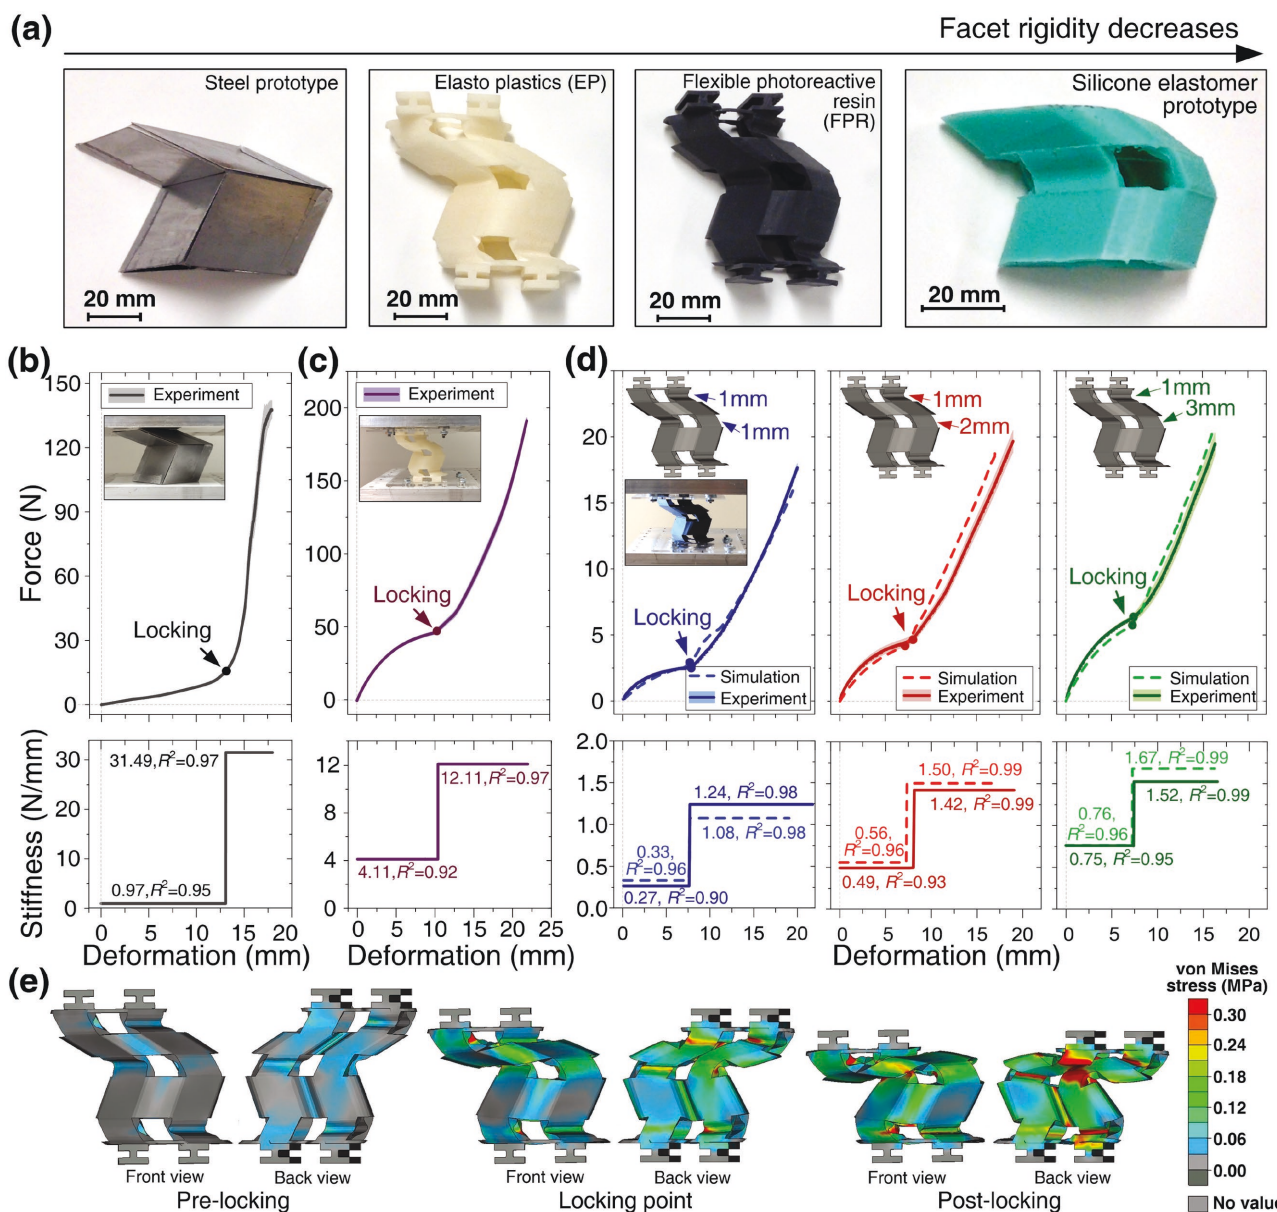 (a)
Facet rigidity decreases
Steel prototype
Elasto plastics (EP)
Flexible photoreactive
resin
(FPR)
Silicone elastomer
prototype
20 mm
20 mm
20 mm
20 mm
(b)
Force (N)
150
120
90
60
30
0
Experiment
Locking
(c)
200
150
100
50
0
Experiment
Locking
(d)
20
15
10
5
0
1mm
1mm
Locking
Simulation
Experiment
1mm
2mm
Locking
Simulation
Experiment
1mm
3mm
Locking
Simulation
Experiment
Stiffness (N/mm)
30
20
10
0
31.49, R²=0.97
0.97, R²=0.95
0 5 10 15 20
Deformation (mm)
12
8
4
0
12.11, R²=0.97
4.11, R²=0.92
0 5 10 15 20
Deformation (mm)
2.0
1.5
1.0
0.5
0.0
1.24, R²=0.98
1.08, R²=0.98
0.33,
R²=0.96
0.27, R²=0.90
0 5 10 15 20
Deformation (mm)
1.50, R²=0.99
1.42, R²=0.99
0.56,
R²=0.96
0.49, R²=0.93
0 5 10 15 20
Deformation (mm)
1.67, R²=0.99
1.52, R²=0.99
0.76,
R²=0.96
0.75, R²=0.95
0 5 10 15 20
Deformation (mm)
(e)
Front view
Back view
Pre-locking
Front view
Back view
Locking point
Front view
Back view
Post-locking
von Mises
stress (MPa)
0.30
0.24
0.18
0.12
0.06
0.00
No value